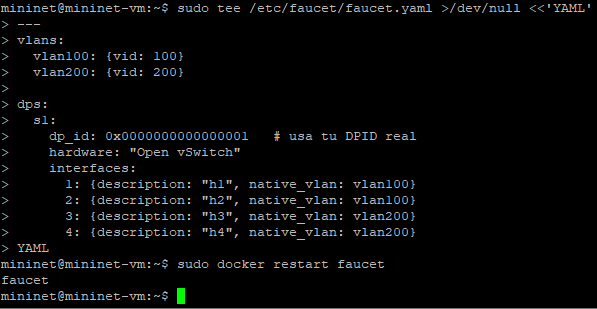 mininet@mininet-vm:~$ sudo tee /etc/faucet/faucet.yaml >/dev/null <<'YAML'
> ---
> vlans:
>   vlan100: {vid: 100}
>   vlan200: {vid: 200}
>
> dps:
>   s1:
>     dp_id: 0x0000000000000001   # usa tu DPID real
>     hardware: "Open vSwitch"
>     interfaces:
>       1: {description: "h1", native_vlan: vlan100}
>       2: {description: "h2", native_vlan: vlan100}
>       3: {description: "h3", native_vlan: vlan200}
>       4: {description: "h4", native_vlan: vlan200}
> YAML
mininet@mininet-vm:~$ sudo docker restart faucet
faucet
mininet@mininet-vm:~$